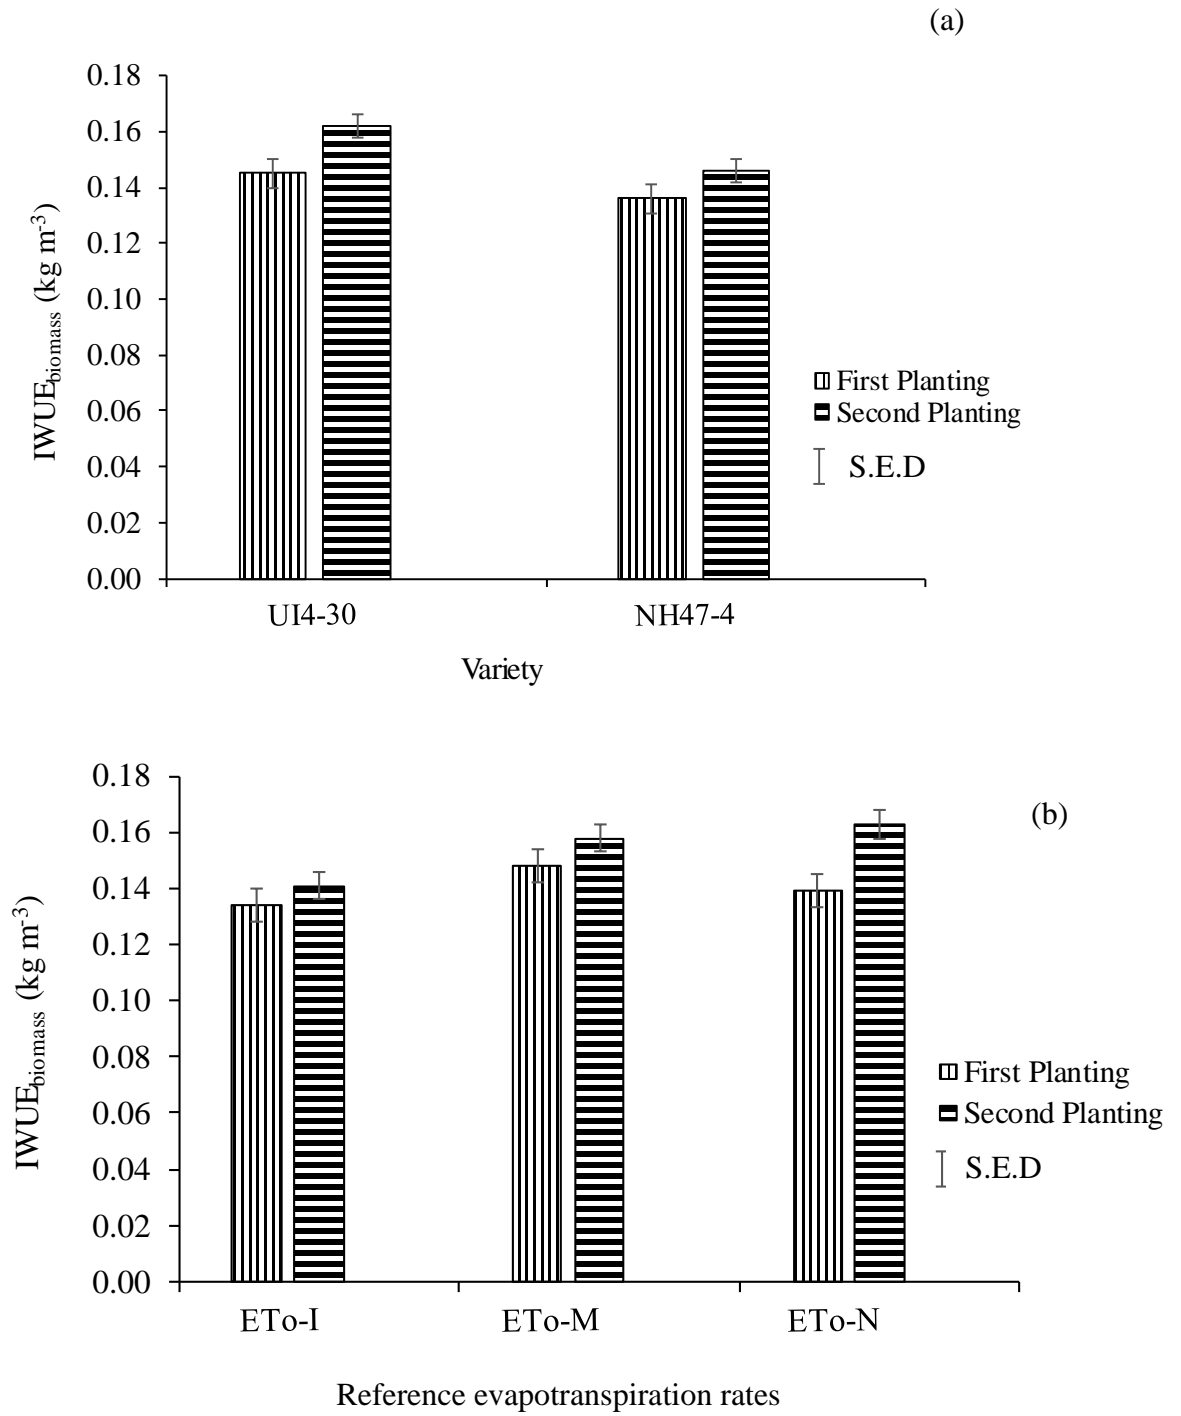 (a)
0.18
0.16
0.14
0.12
0.10
0.08
0.06
0.04
0.02
0.00
IWUEbiomass (kg m-3)
First Planting
Second Planting
S.E.D
UI4-30 NH47-4
Variety
(b)
0.18
0.16
0.14
0.12
0.10
0.08
0.06
0.04
0.02
0.00
IWUEbiomass (kg m-3)
First Planting
Second Planting
S.E.D
ETo-I ETo-M ETo-N
Reference evapotranspiration rates